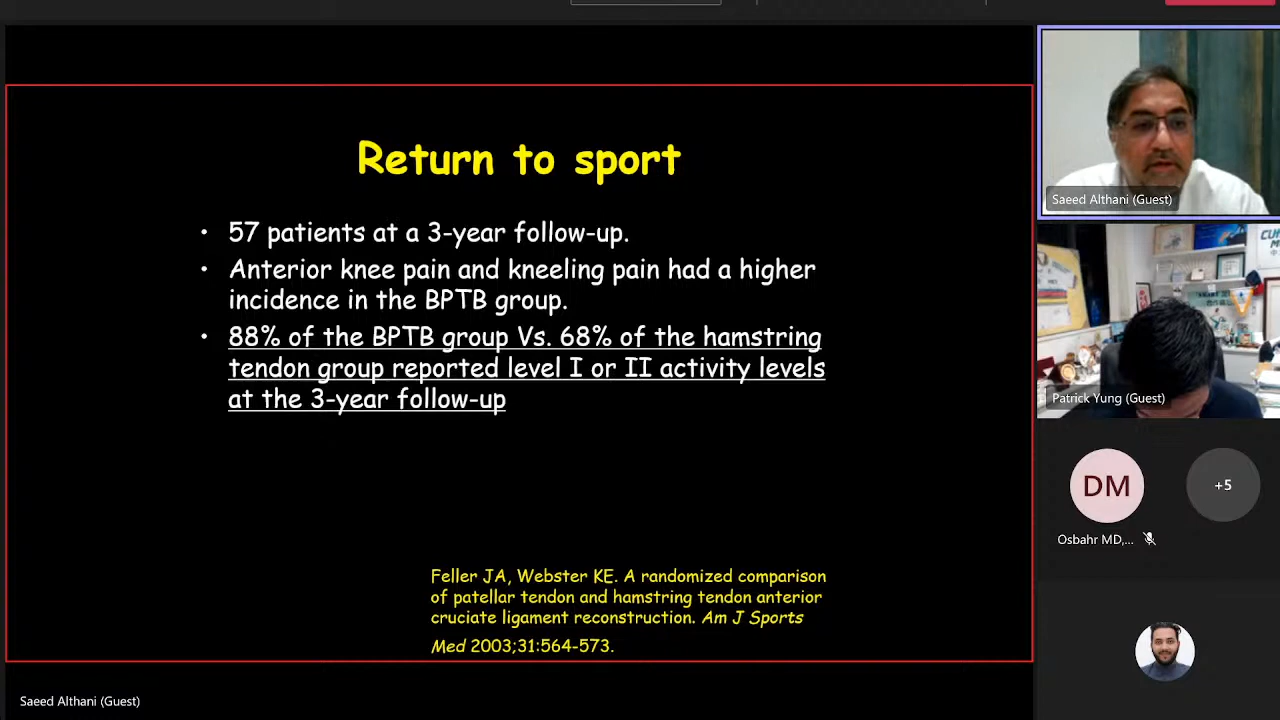 Return to sport
• 57 patients at a 3-year follow-up.
• Anterior knee pain and kneeling pain had a higher
incidence in the BPTB group.
• 88% of the BPTB group Vs. 68% of the hamstring
tendon group reported level I or II activity levels
at the 3-year follow-up
Feller JA, Webster KE. A randomized comparison
of patellar tendon and hamstring tendon anterior
cruciate ligament reconstruction. Am J Sports
Med 2003;31:564-573.
Saeed Althani (Guest)
Saeed Althani (Guest)
Patrick Yung (Guest)
DM
+5
Osbahr MD,...